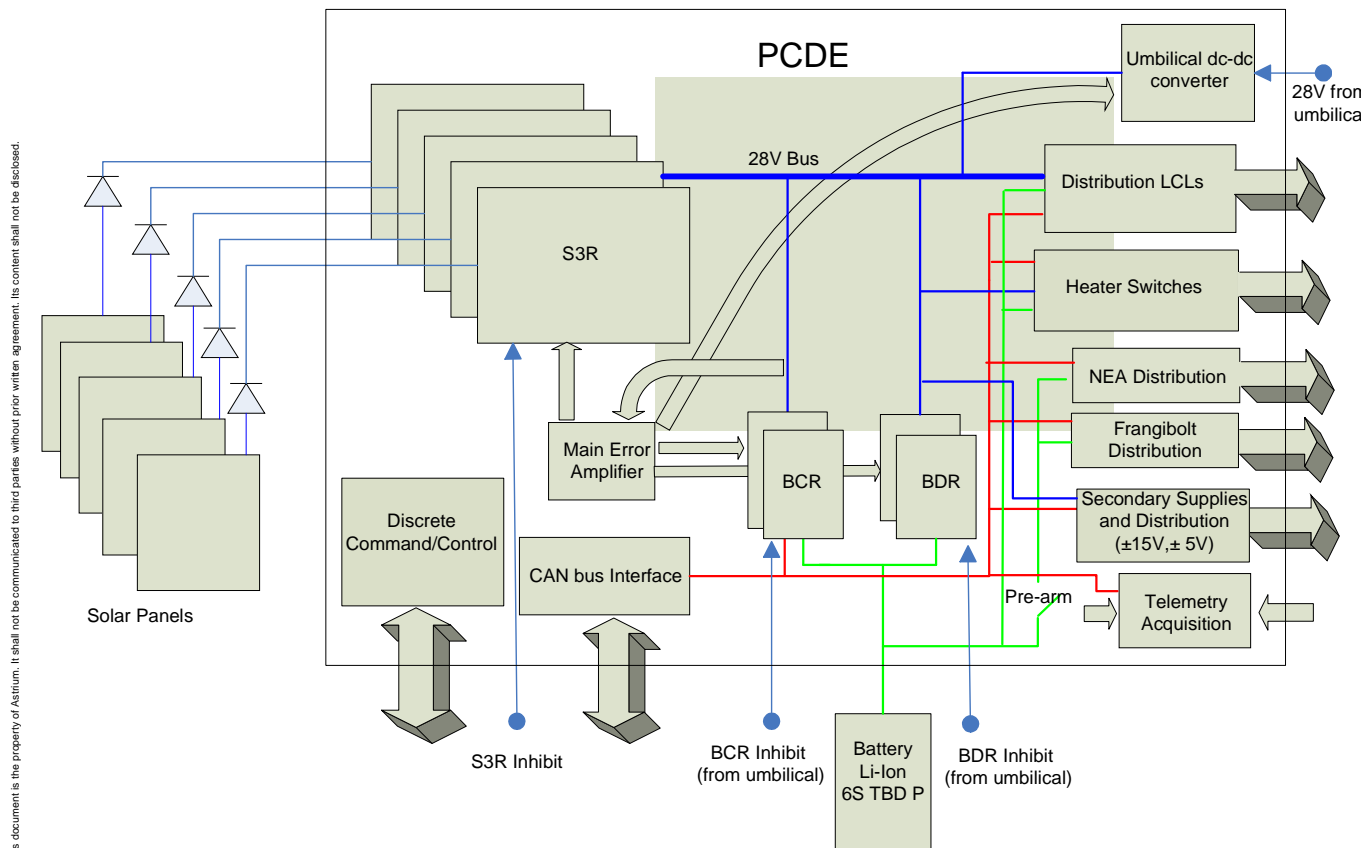 PCDE
Umbilical dc-dc
converter
28V from
umbilical
28V Bus
Distribution LCLs
S3R
Heater Switches
NEA Distribution
Main Error
Amplifier
BCR
BDR
Frangibolt
Distribution
Secondary Supplies
and Distribution
(±15V,± 5V)
Discrete
Command/Control
CAN bus Interface
Pre-arm
Telemetry
Acquisition
Solar Panels
S3R Inhibit
BCR Inhibit
(from umbilical)
Battery
Li-Ion
6S TBD P
BDR Inhibit
(from umbilical)
s document is the property of Astrium. It shall not be communicated to third parties without prior written agreement. Its content shall not be disclosed.